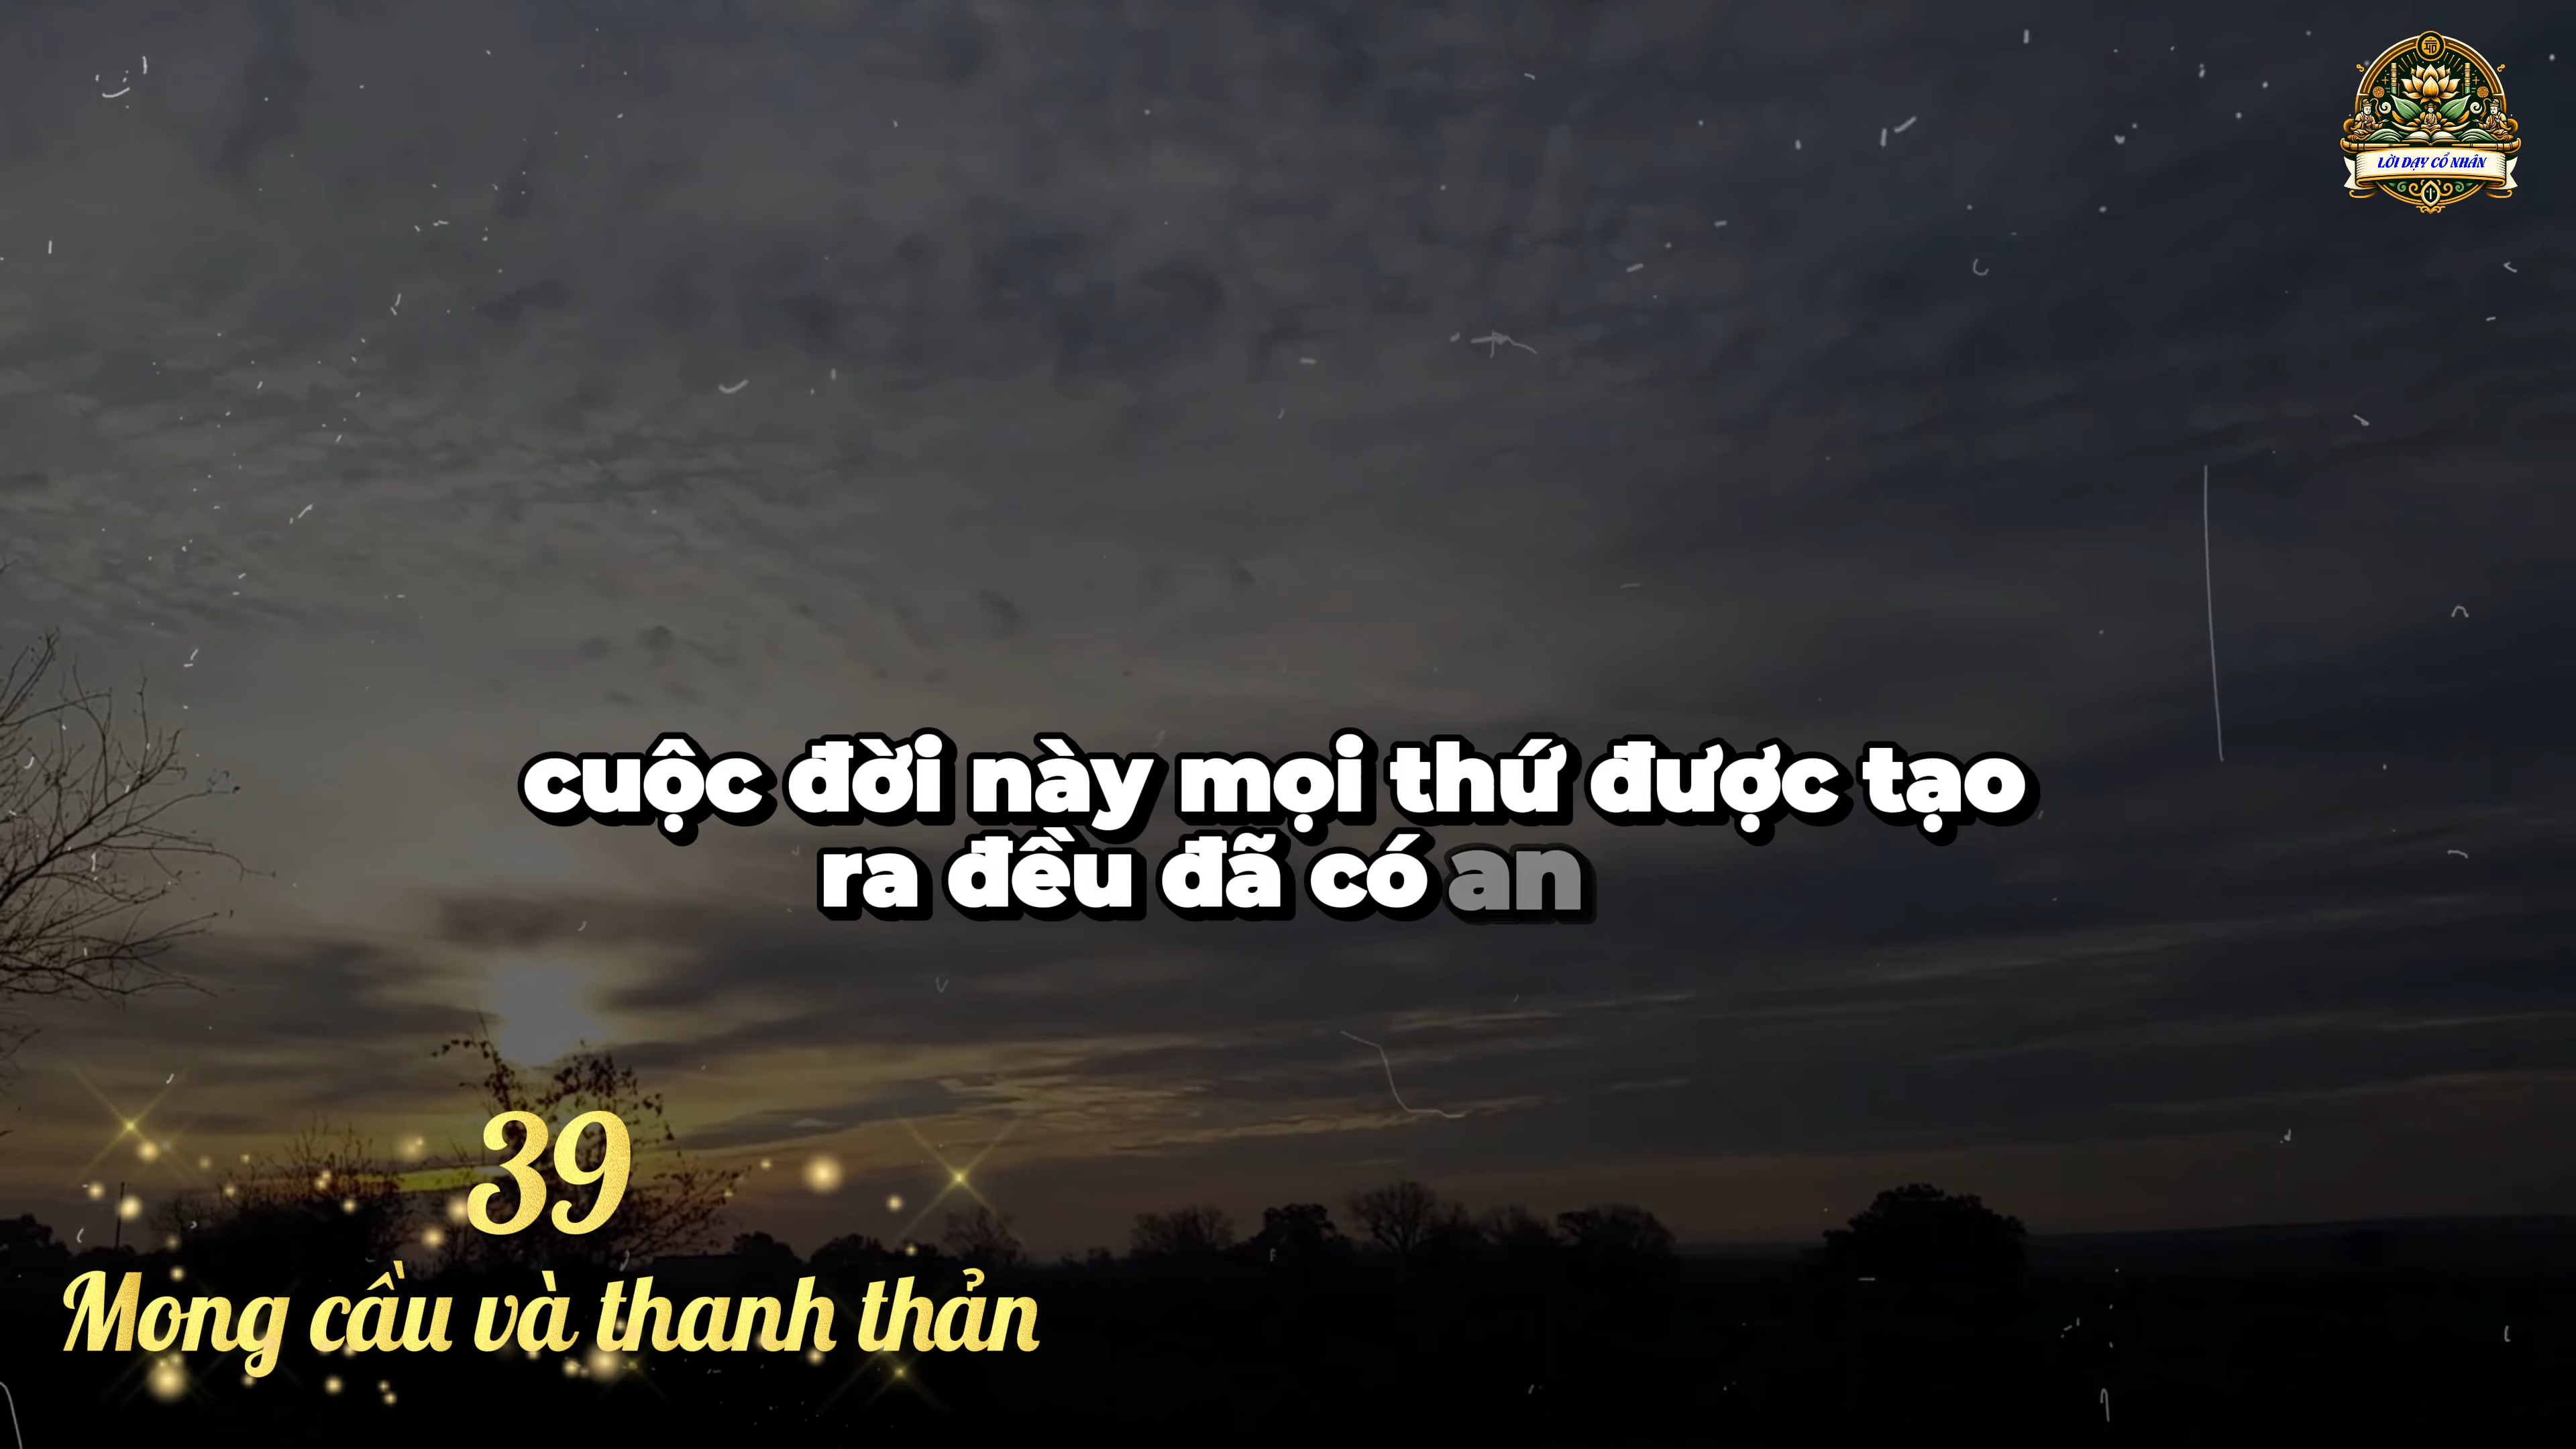 LỜI DẠY CỔ NHÂN
cuộc đời này mọi thứ được tạo
ra đều đã có an
39
Mong cầu và thanh thản